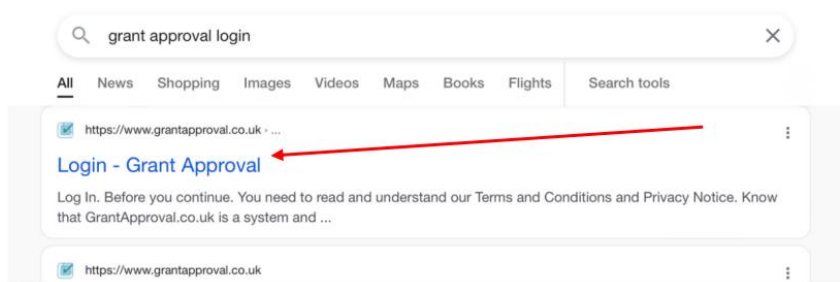 grant approval login
All News Shopping Images Videos Maps Books Flights Search tools
https://www.grantapproval.co.uk › ...
Login - Grant Approval
Log In. Before you continue. You need to read and understand our Terms and Conditions and Privacy Notice. Know
that GrantApproval.co.uk is a system and ...
https://www.grantapproval.co.uk